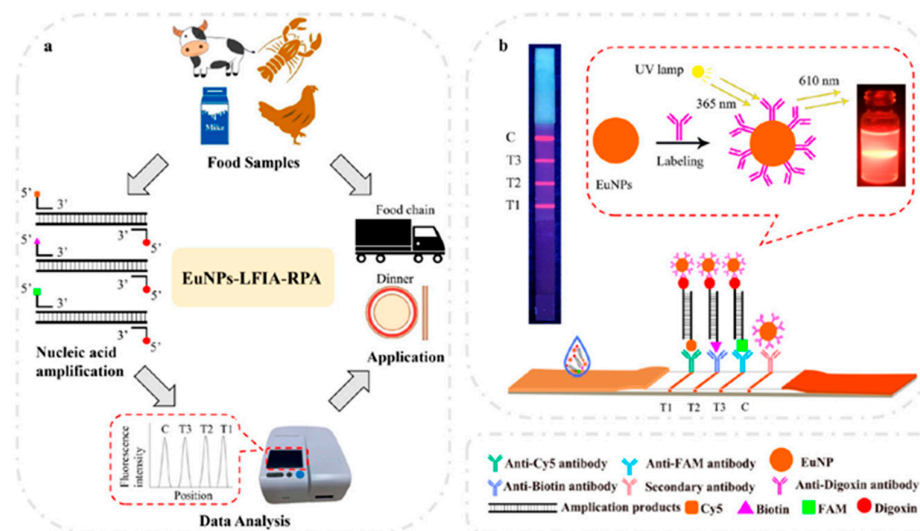 a
Mike
Food Samples
5'
3'
5'
3'
5'
3'
5'
3'
5'
3'
5'
3'
EuNPs-LFIA-RPA
Nucleic acid
amplification
Food chain
Dinner
Application
Fluorescence
intensity
C T3 T2 T1
Position
Data Analysis
b
C
T3
T2
T1
UV lamp
365 nm
610 nm
EuNPs
Labeling
T1 T2 T3 C
Anti-Cy5 antibody
Anti-FAM antibody
EuNP
Anti-Biotin antibody
Secondary antibody
Anti-Digoxin antibody
Amplication products
Cy5
Biotin
FAM
Digoxin